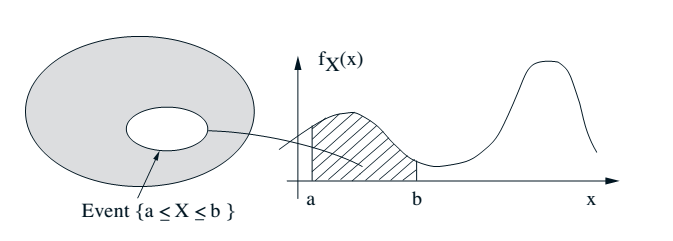 f_X(x)
a
b
x
Event {a ≤ X ≤ b }